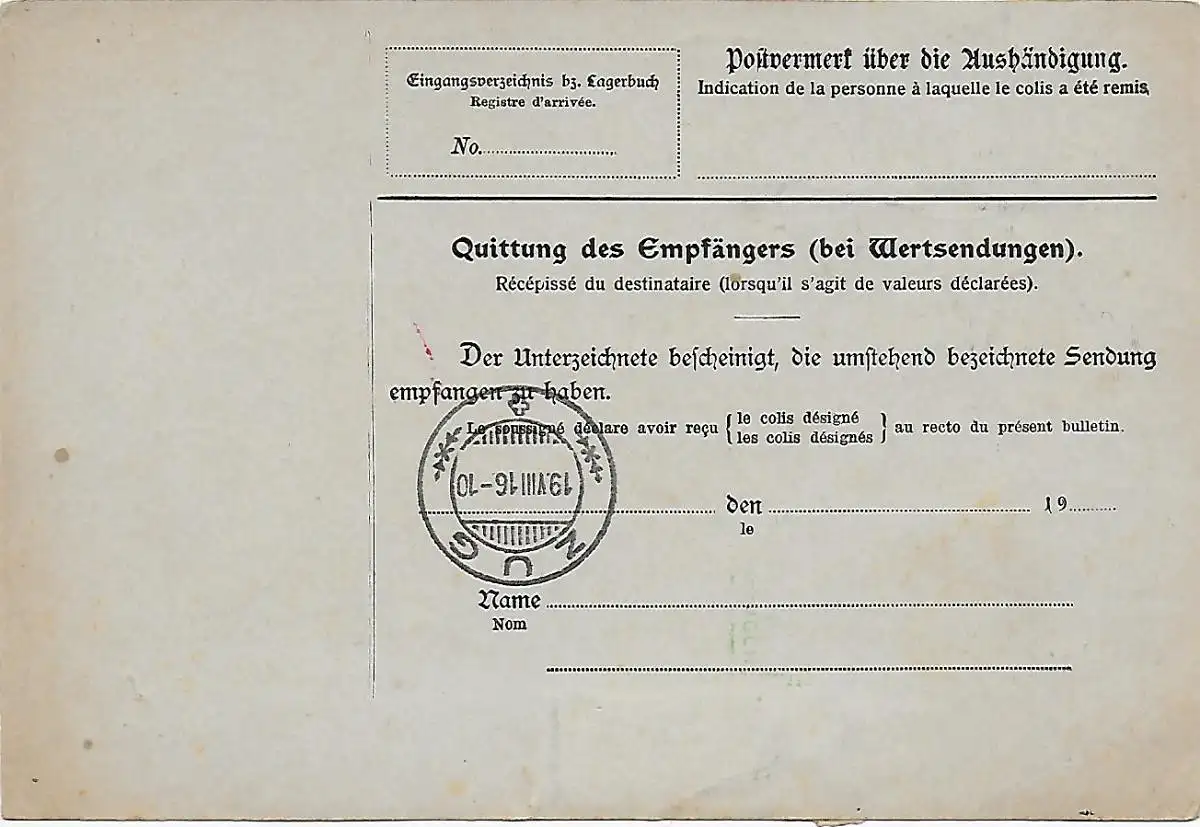 Eingangsverzeichnis bz. Lagerbuch
Registre d'arrivée.
No.
Postvermerk über die Aushändigung.
Indication de la personne à laquelle le colis a été remis.
Quittung des Empfängers (bei Wertsendungen).
Récépissé du destinataire (lorsqu'il s'agit de valeurs déclarées).
Der Unterzeichnete bescheinigt, die umstehend bezeichnete Sendung
empfangen zu haben.
Le soussigné déclare avoir reçu { le colis désigné
les colis désignés } au recto du présent bulletin.
ZUG
19.VIII.16-10
den 19
le
Name
Nom